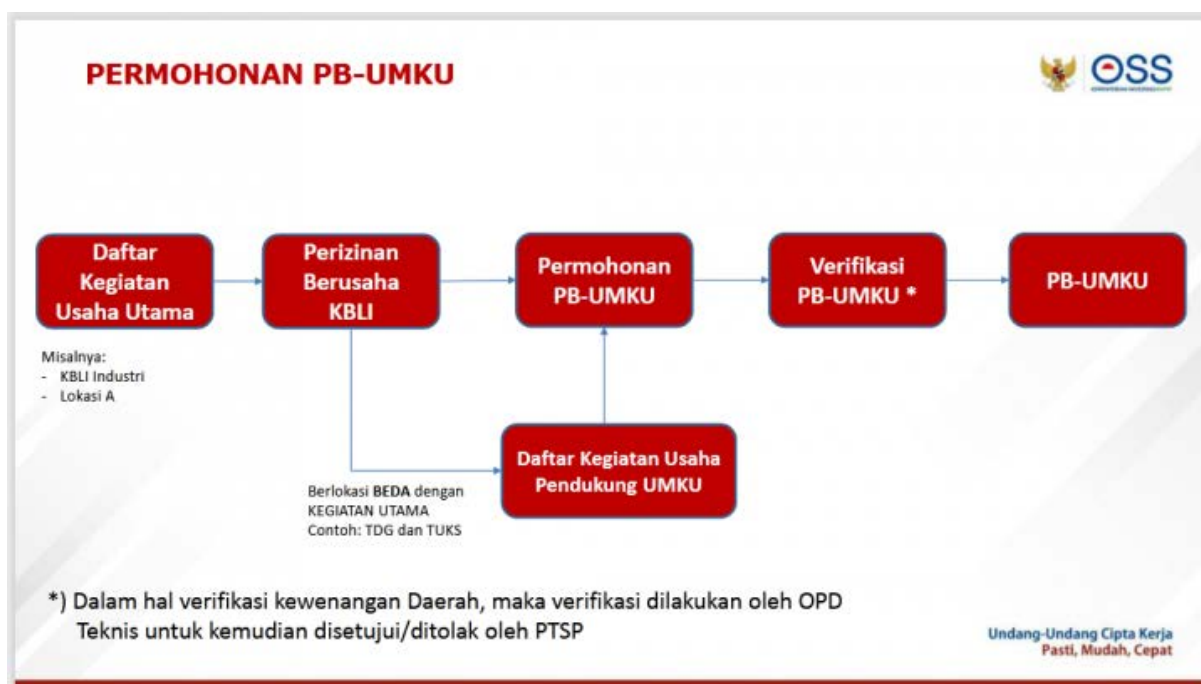 PERMOHONAN PB-UMKU
OSS
Daftar
Kegiatan
Usaha Utama
Perizinan
Berusaha
KBLI
Permohonan
PB-UMKU
Verifikasi
PB-UMKU *
PB-UMKU
Misalnya:
- KBLI Industri
- Lokasi A
Daftar Kegiatan Usaha
Pendukung UMKU
Berlokasi BEDA dengan
KEGIATAN UTAMA
Contoh: TDG dan TUKS
*) Dalam hal verifikasi kewenangan Daerah, maka verifikasi dilakukan oleh OPD
Teknis untuk kemudian disetujui/ditolak oleh PTSP
Undang-Undang Cipta Kerja
Pasti, Mudah, Cepat